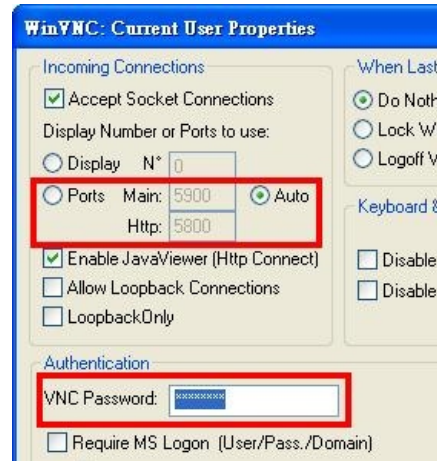 WinVNC: Current User Properties
Incoming Connections
Accept Socket Connections
Display Number or Ports to use:
Display N° 0
Ports Main: 5900 Auto
Http: 5800
Enable JavaViewer (Http Connect)
Allow Loopback Connections
LoopbackOnly
When Last
Do Noth
Lock W
Logoff V
Keyboard &
Disable
Disable
Authentication
VNC Password: ********
Require MS Logon (User/Pass./Domain)